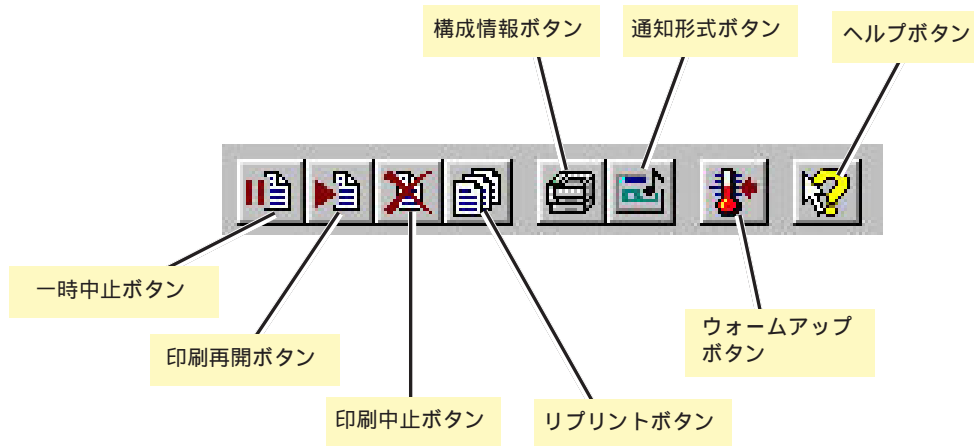 構成情報ボタン
通知形式ボタン
ヘルプボタン
一時中止ボタン
印刷再開ボタン
印刷中止ボタン
リプリントボタン
ウォームアップ
ボタン